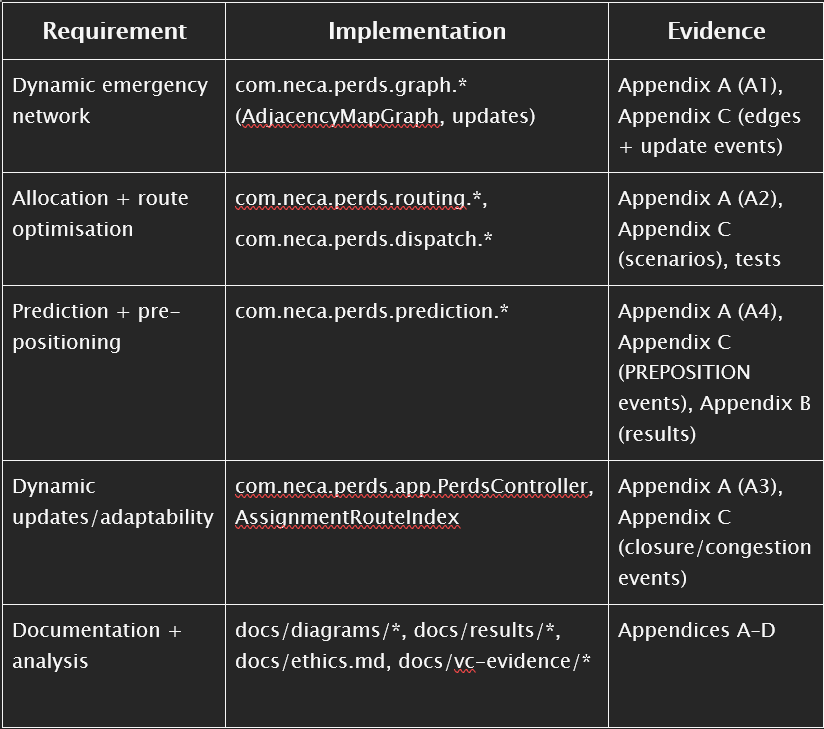 Requirement
Implementation
Evidence
Dynamic emergency
network
com.neca.perds.graph.*
(AdjacencyMapGraph, updates)
Appendix A (A1),
Appendix C (edges
+ update events)
Allocation + route
optimisation
com.neca.perds.routing.*,
com.neca.perds.dispatch.*
Appendix A (A2),
Appendix C
(scenarios), tests
Prediction + pre-
positioning
com.neca.perds.prediction.*
Appendix A (A4),
Appendix C
(PREPOSITION
events), Appendix B
(results)
Dynamic
updates/adaptability
com.neca.perds.app.PerdsController,
AssignmentRouteIndex
Appendix A (A3),
Appendix C
(closure/congestion
events)
Documentation +
analysis
docs/diagrams/*, docs/results/*,
docs/ethics.md, docs/vc-evidence/*
Appendices A-D